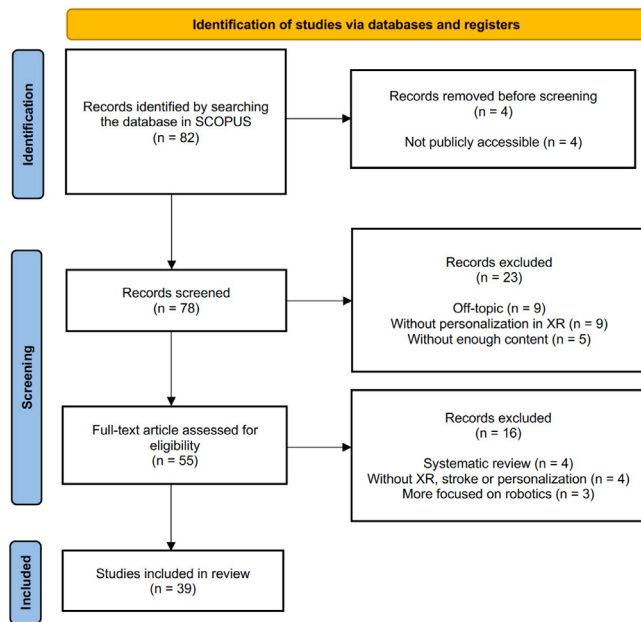 Identification of studies via databases and registers
Identification
Records identified by searching
the database in SCOPUS
(n = 82)
Records removed before screening
(n = 4)
Not publicly accessible (n = 4)
Screening
Records screened
(n = 78)
Records excluded
(n = 23)
Off-topic (n = 9)
Without personalization in XR (n = 9)
Without enough content (n = 5)
Full-text article assessed for
eligibility
(n = 55)
Records excluded
(n = 16)
Systematic review (n = 4)
Without XR, stroke or personalization (n = 4)
More focused on robotics (n = 3)
Included
Studies included in review
(n = 39)